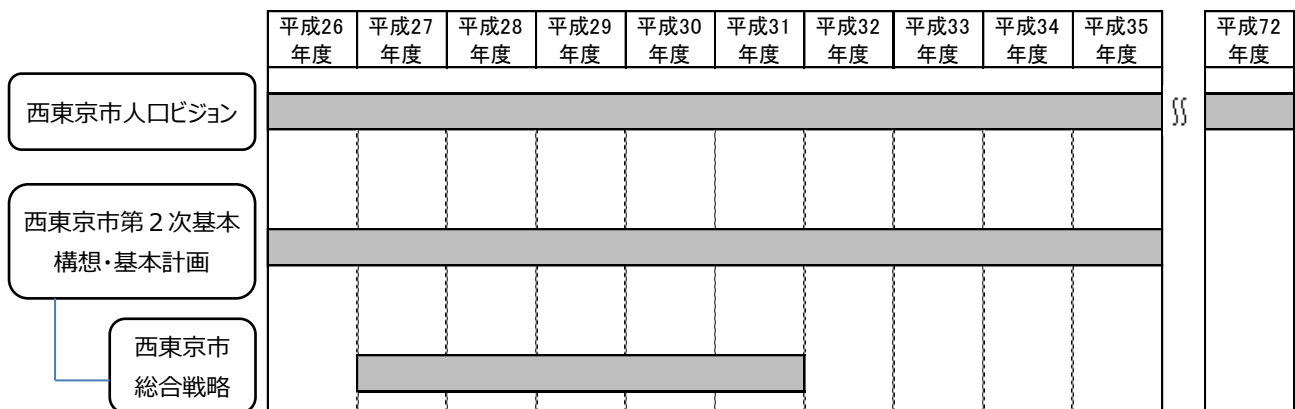 平成26 平成27 平成28 平成29 平成30 平成31 平成32 平成33 平成34 平成35 平成72
年度 年度 年度 年度 年度 年度 年度 年度 年度 年度 年度
西東京市人口ビジョン
西東京市第２次基本
構想・基本計画
西東京市
総合戦略